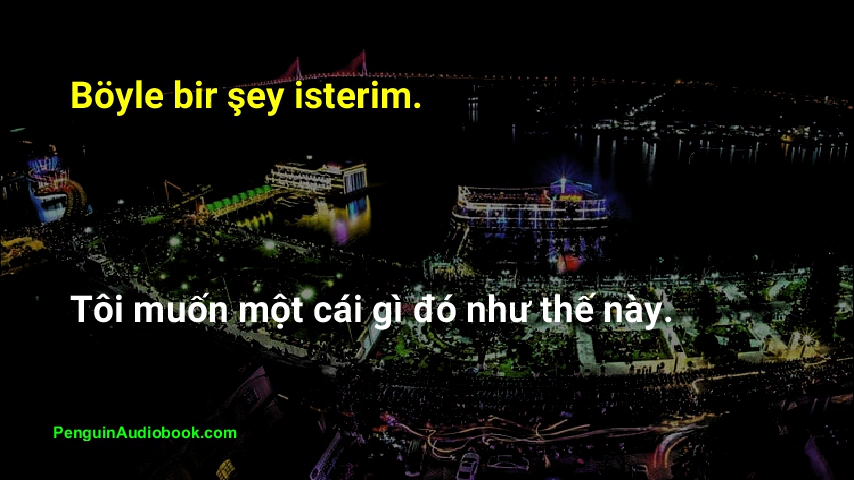 Böyle bir şey isterim.
Tôi muốn một cái gì đó như thế này.
PenguinAudiobook.com